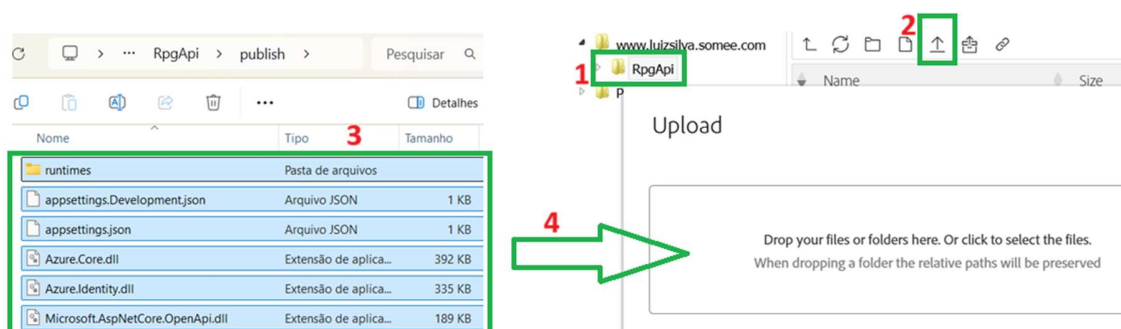 RpgApi > publish >
Pesquisar
Detalhes
Nome
Tipo
3
Tamanho
runtimes
Pasta de arquivos
appsettings.Development.json
Arquivo JSON
1 KB
appsettings.json
Arquivo JSON
1 KB
Azure.Core.dll
Extensão de aplica...
392 KB
Azure.Identity.dll
Extensão de aplica...
335 KB
Microsoft.AspNetCore.OpenApi.dll
Extensão de aplica...
189 KB
4
www.luizsilva.somee.com
1
RpgApi
P
2
Name
Size
Upload
Drop your files or folders here. Or click to select the files.
When dropping a folder the relative paths will be preserved